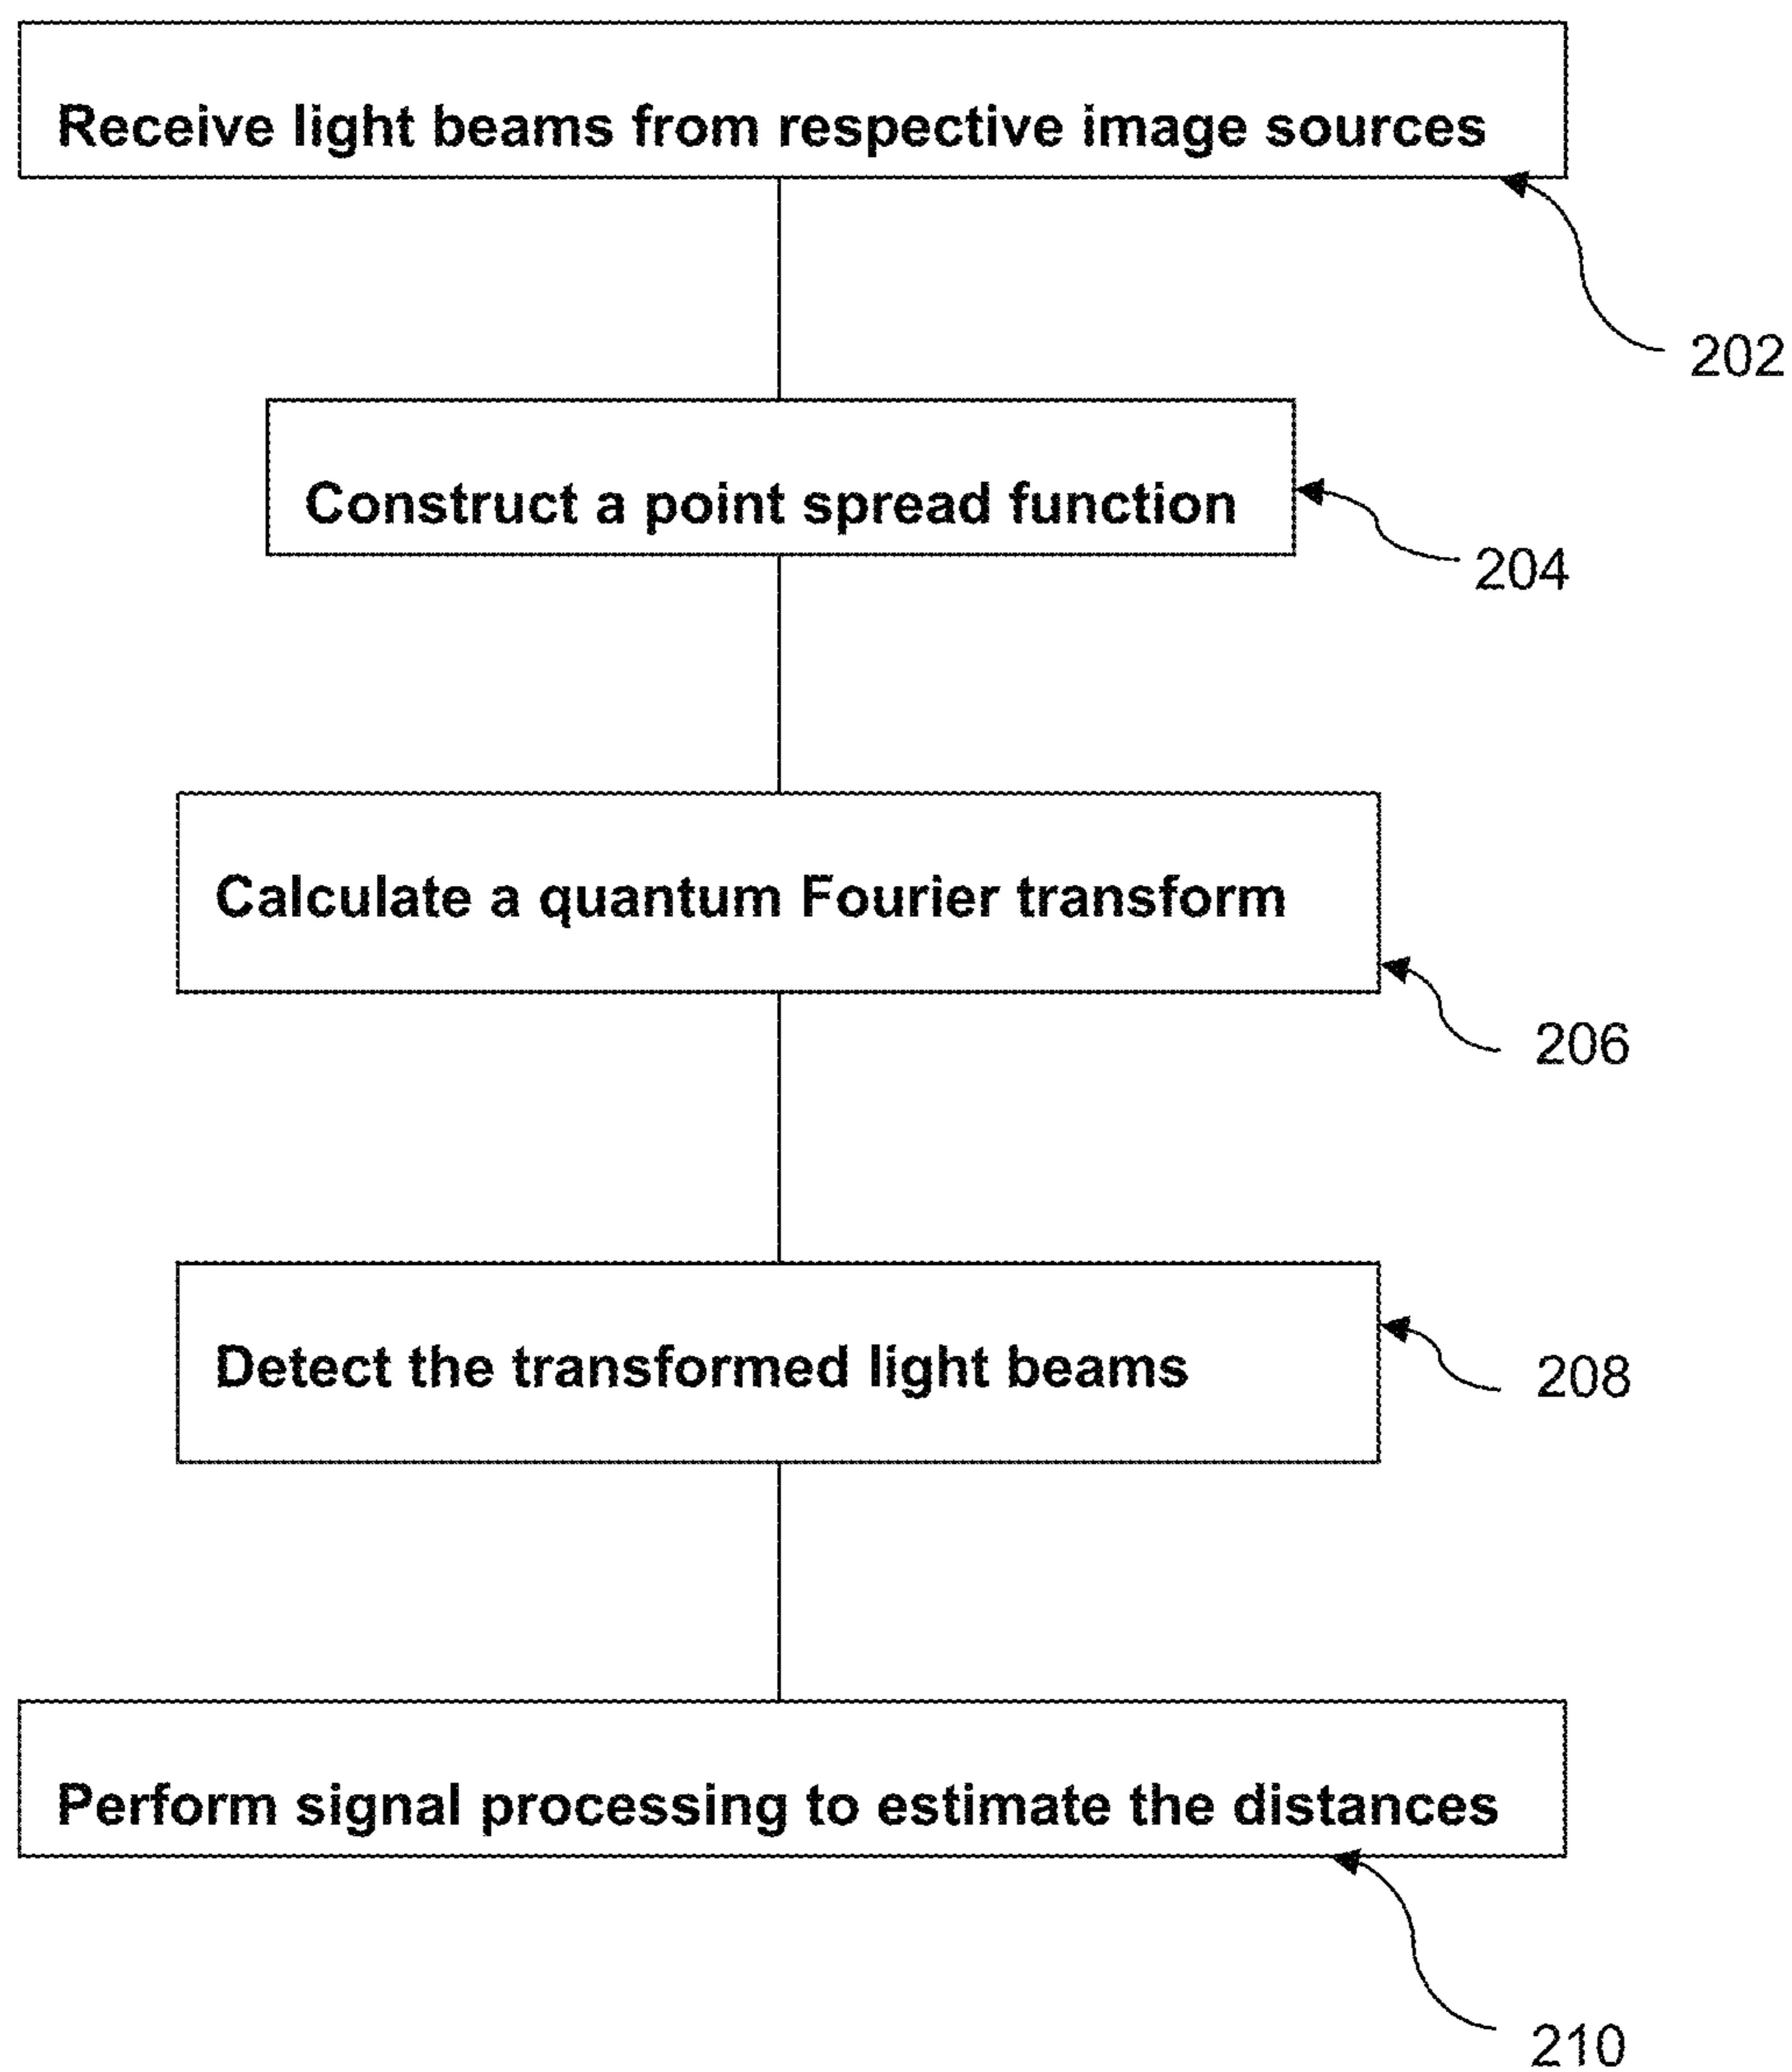 Receive light beams from respective image sources
202
Construct a point spread function
204
Calculate a quantum Fourier transform
206
Detect the transformed light beams
208
Perform signal processing to estimate the distances
210